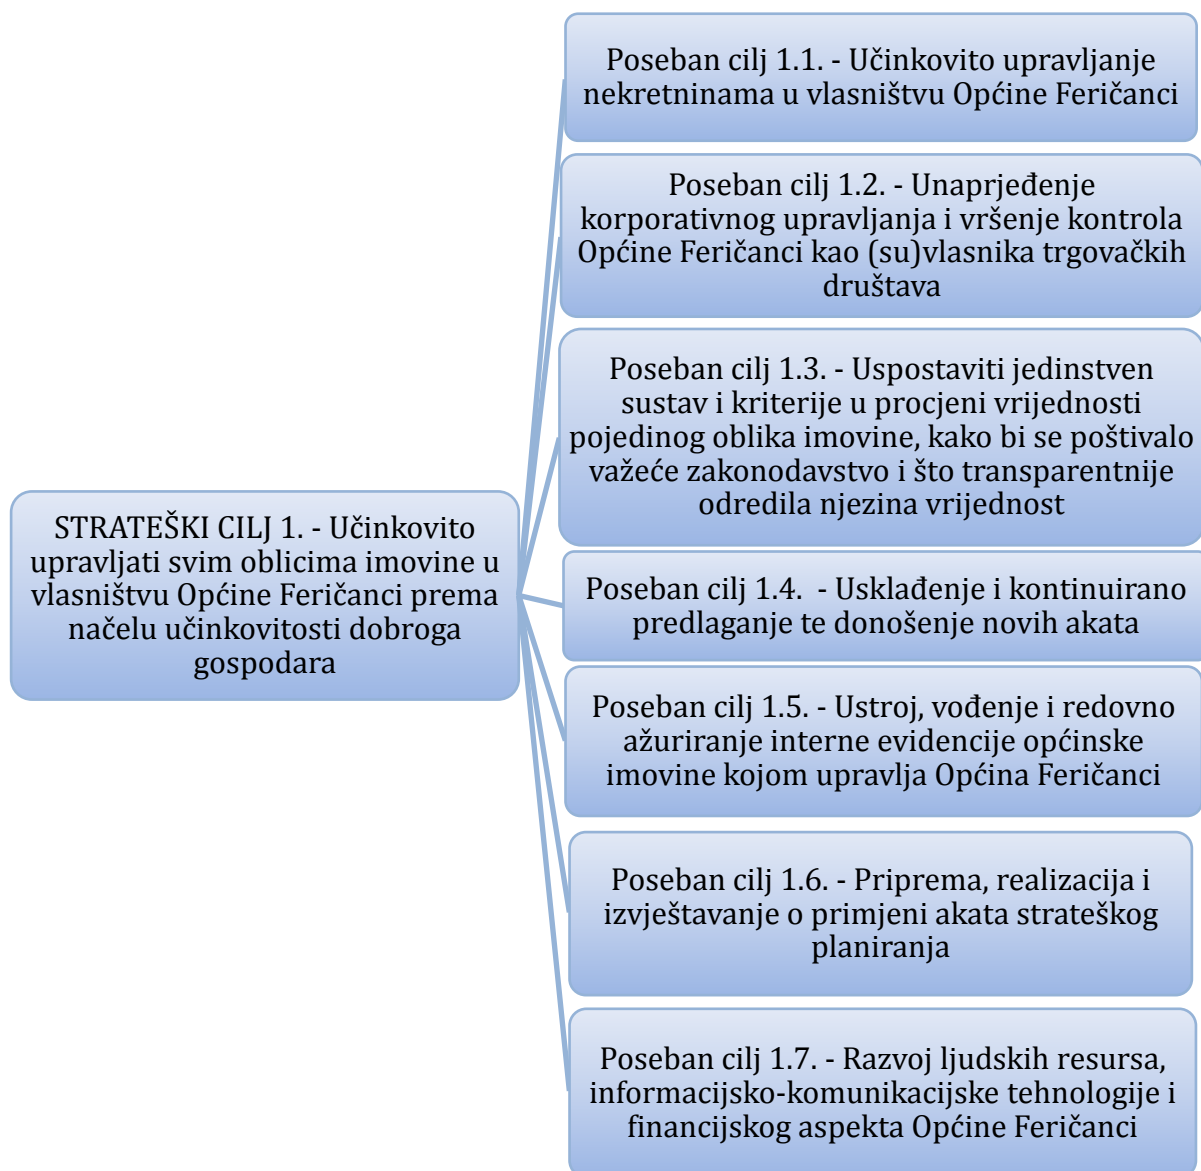 Poseban cilj 1.1. - Učinkovito upravljanje
nekretninama u vlasništvu Općine Feričanci
Poseban cilj 1.2. - Unaprjeđenje
korporativnog upravljanja i vršenje kontrola
Općine Feričanci kao (su)vlasnika trgovačkih
društava
Poseban cilj 1.3. - Uspostaviti jedinstven
sustav i kriterije u procjeni vrijednosti
pojedinog oblika imovine, kako bi se poštivalo
važeće zakonodavstvo i što transparentnije
odredila njezina vrijednost
STRATEŠKI CILJ 1. - Učinkovito
upravljati svim oblicima imovine u
vlasništvu Općine Feričanci prema
načelu učinkovitosti dobroga
gospodara
Poseban cilj 1.4. - Usklađenje i kontinuirano
predlaganje te donošenje novih akata
Poseban cilj 1.5. - Ustroj, vođenje i redovno
ažuriranje interne evidencije općinske
imovine kojom upravlja Općina Feričanci
Poseban cilj 1.6. - Priprema, realizacija i
izvještavanje o primjeni akata strateškog
planiranja
Poseban cilj 1.7. - Razvoj ljudskih resursa,
informacijsko-komunikacijske tehnologije i
financijskog aspekta Općine Feričanci